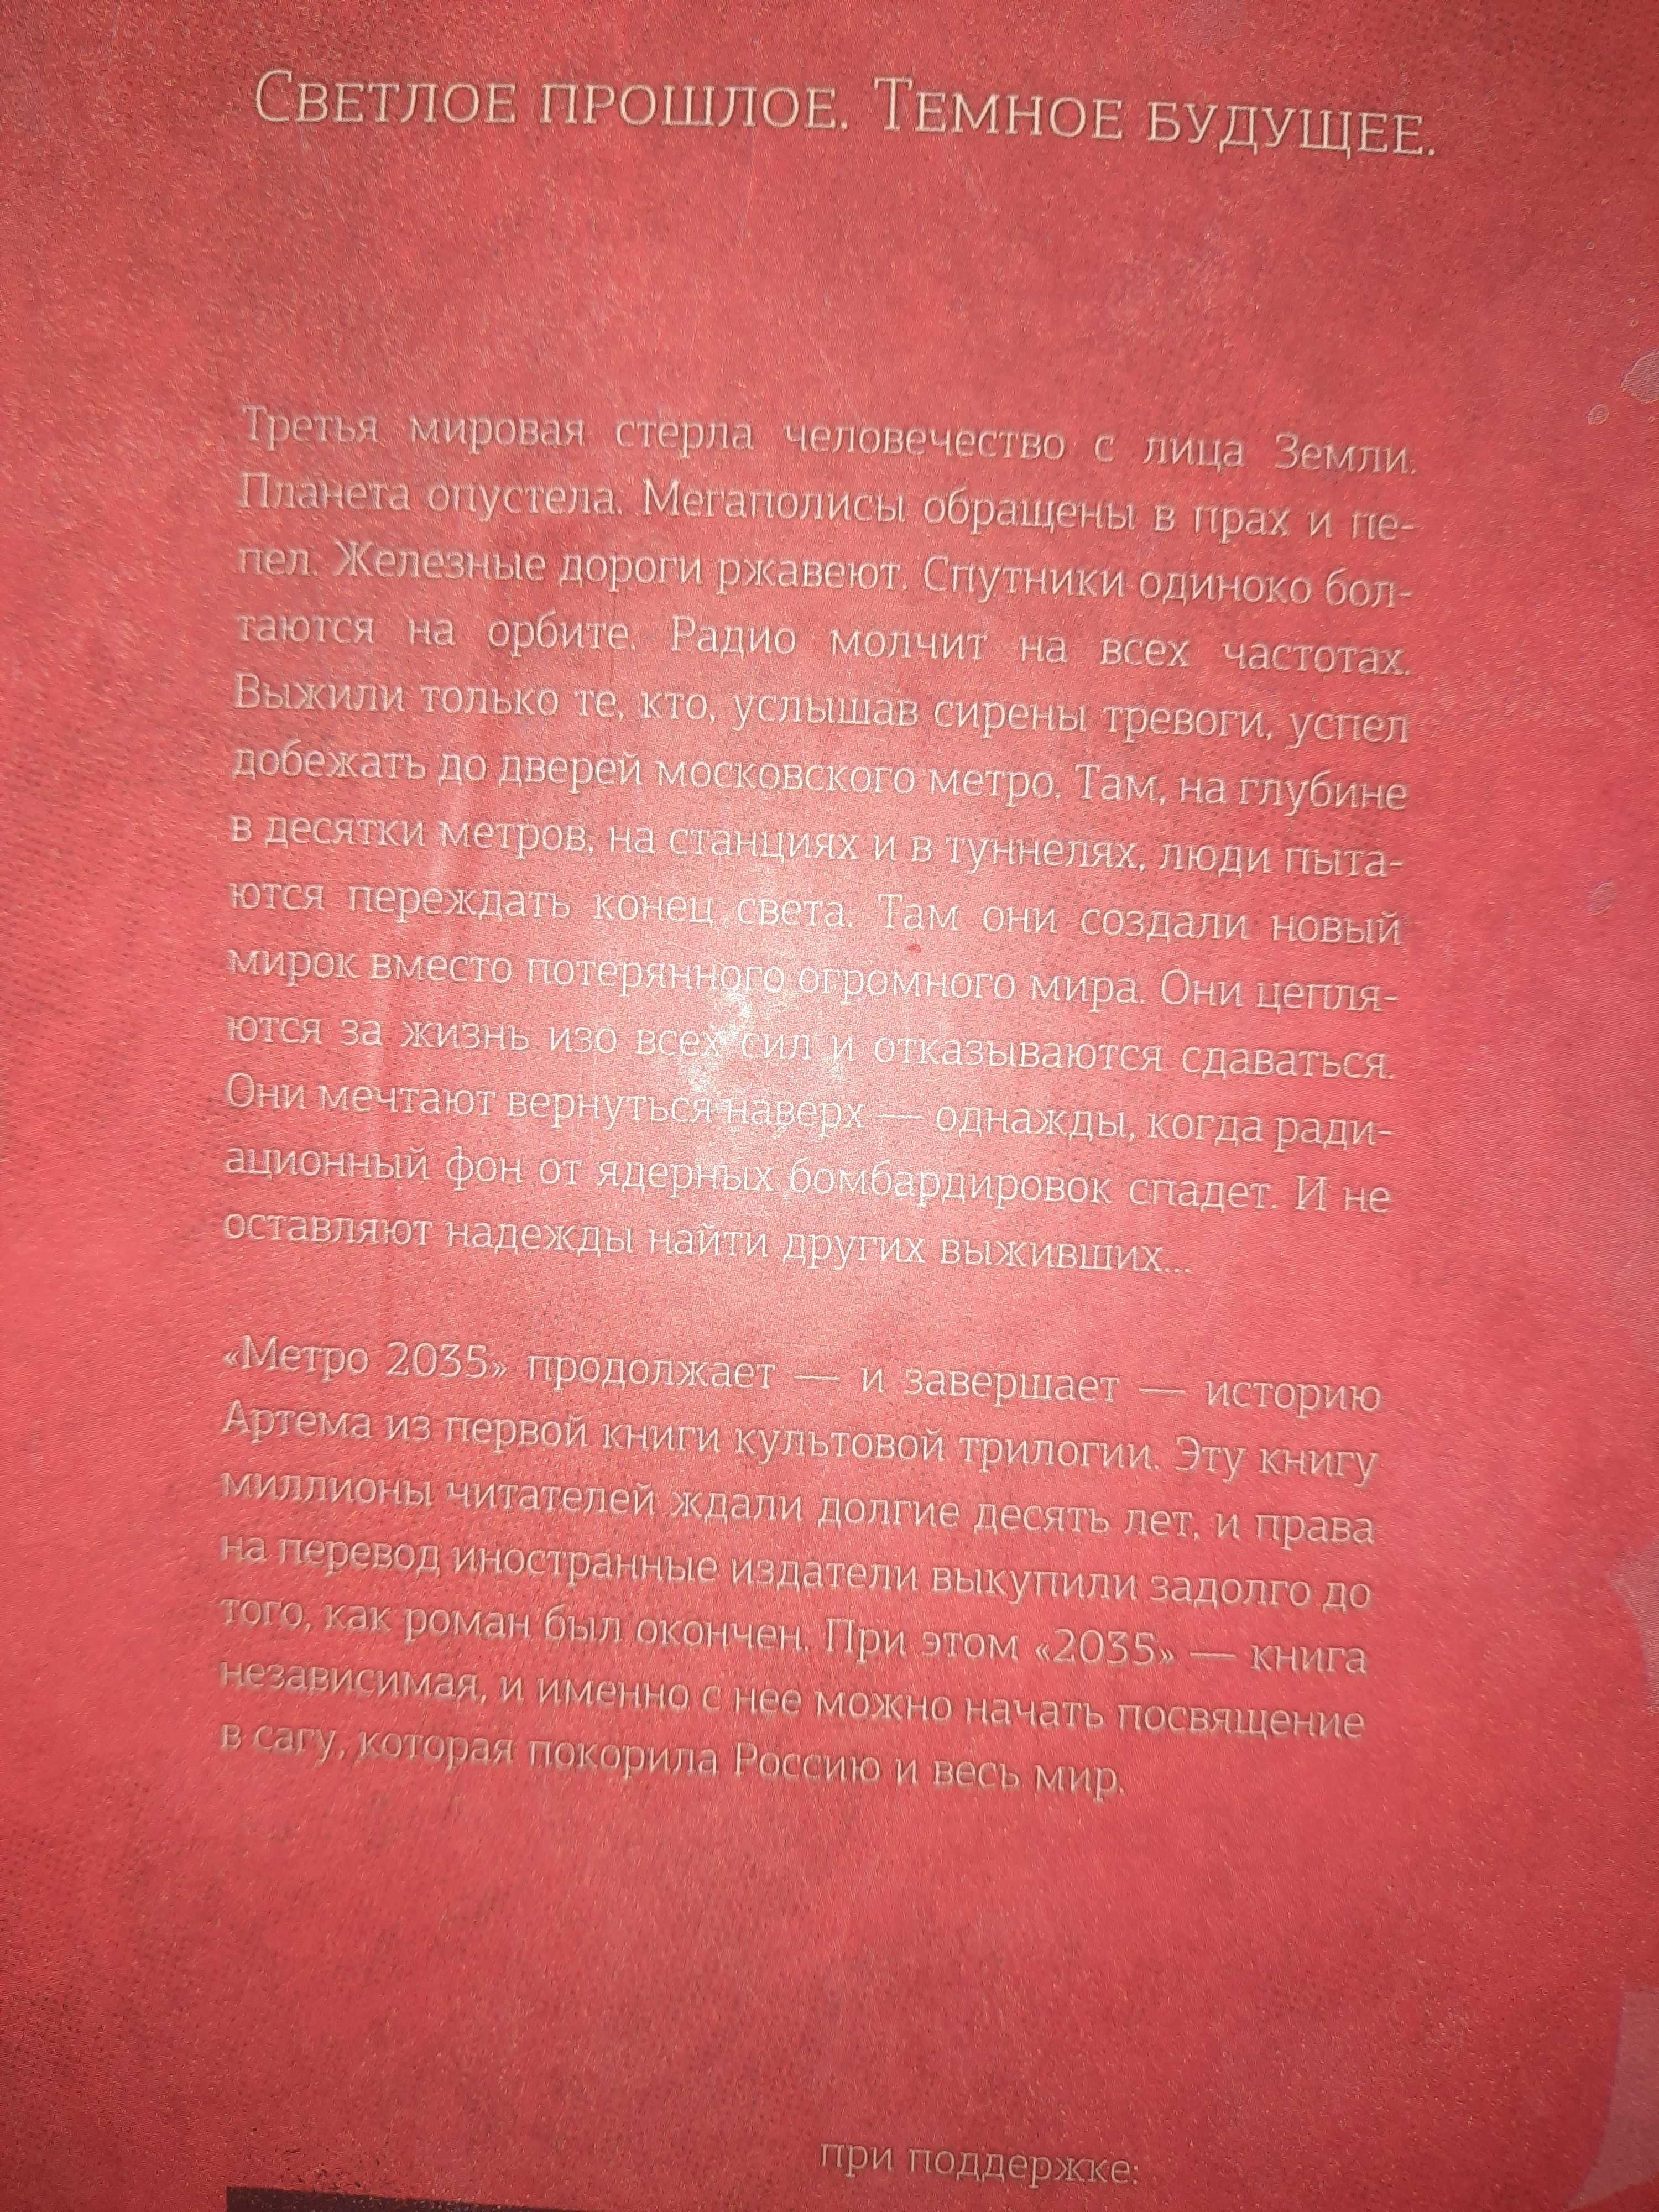 Светлое прошлое. Темное будущее.
Третья мировая стерла человечество с лица Земли.
Планета опустела. Мегаполисы обращены в прах и пе-
пел. Железные дороги ржавеют. Спутники одиноко бол-
таются на орбите. Радио молчит на всех частотах.
Выжили только те, кто, услышав сирены тревоги, успел
добежать до дверей московского метро. Там, на глубине
в десятки метров, на станциях и в туннелях, люди пыта-
ются переждать конец света. Там они создали новый
мирок вместо потерянного огромного мира. Они цепля-
ются за жизнь изо всех сил и отказываются сдаваться.
Они мечтают вернуться наверх — однажды, когда ради-
ационный фон от ядерных бомбардировок спадет. И не
оставляют надежды найти других выживших...
«Метро 2035» продолжает — и завершает — историю
Артема из первой книги культовой трилогии. Эту книгу
миллионы читателей ждали долгие десять лет, и права
на перевод иностранные издатели выкупили задолго до
того, как роман был окончен. При этом «2035» — книга
независимая, и именно с нее можно начать посвящение
в сагу, которая покорила Россию и весь мир.
при поддержке: